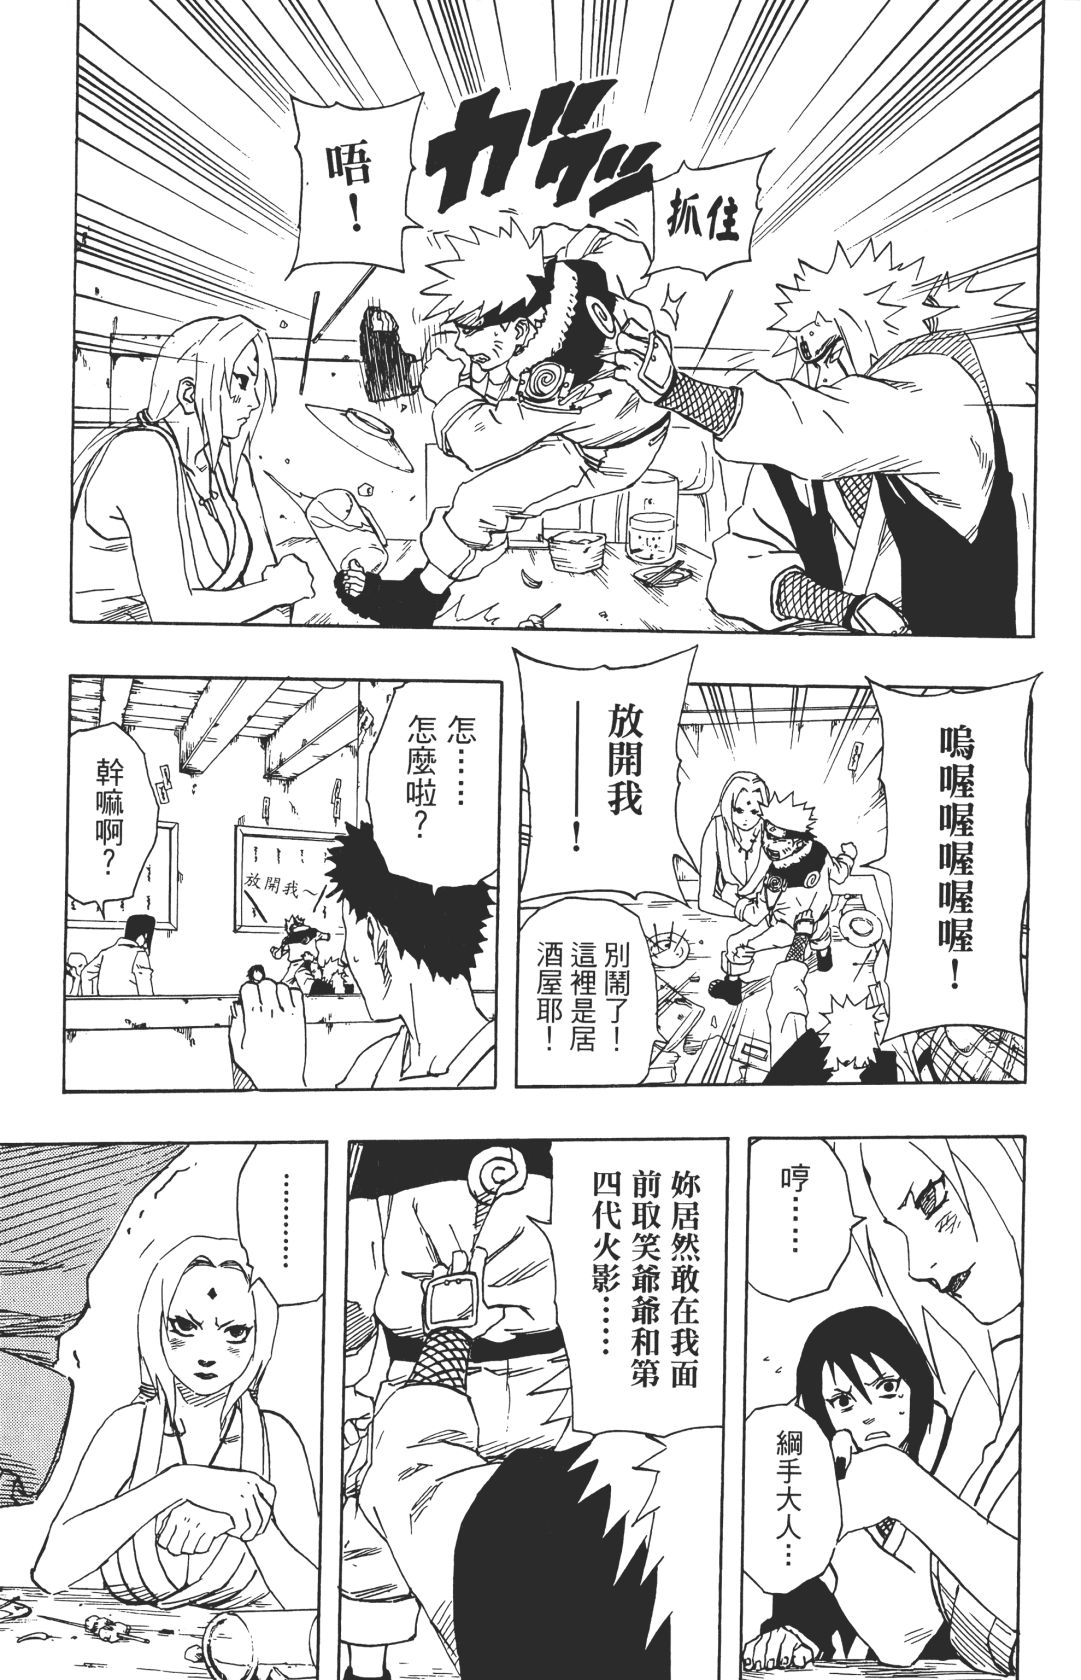 ガガッ
抓住
唔！
嗚喔喔喔喔喔！
放開我——！
別鬧了！
這裡是居
酒屋耶！
怎……
怎麼啦？
放開我～
幹嘛啊？
哼……
綱手大人…
妳居然敢在我面
前取笑爺爺和第
四代火影……
………